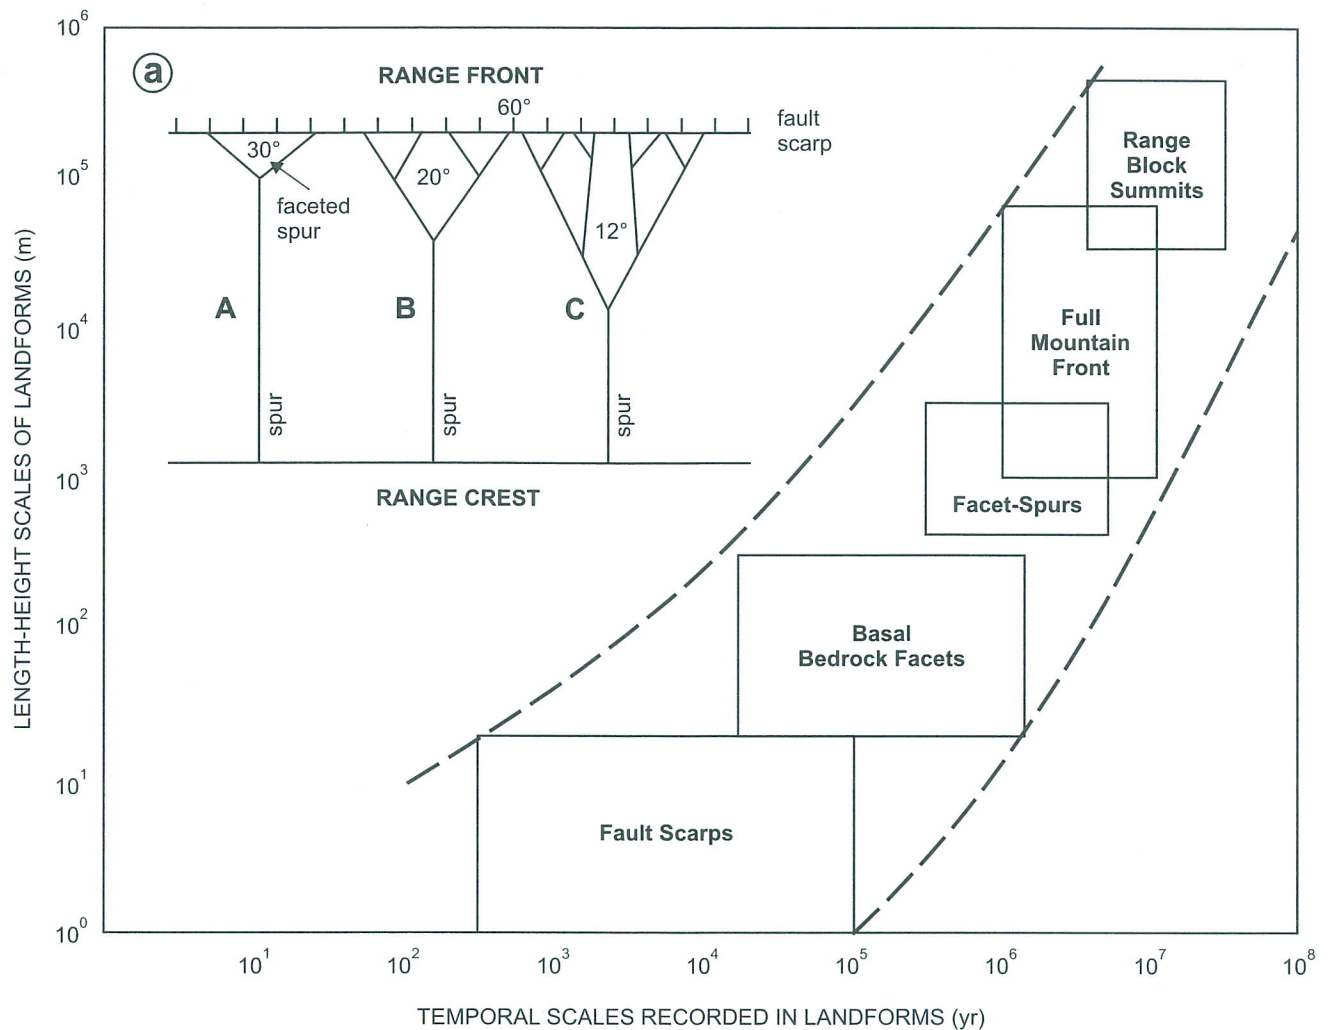 10^6
a
RANGE FRONT
60°
fault
scarp
30°
20°
12°
faceted
spur
A
B
C
spur
spur
spur
RANGE CREST
Range
Block
Summits
Full
Mountain
Front
Facet-Spurs
Basal
Bedrock Facets
Fault Scarps
10^5
10^4
10^3
10^2
10^1
10^0
LENGTH-HEIGHT SCALES OF LANDFORMS (m)
10^1 10^2 10^3 10^4 10^5 10^6 10^7 10^8
TEMPORAL SCALES RECORDED IN LANDFORMS (yr)